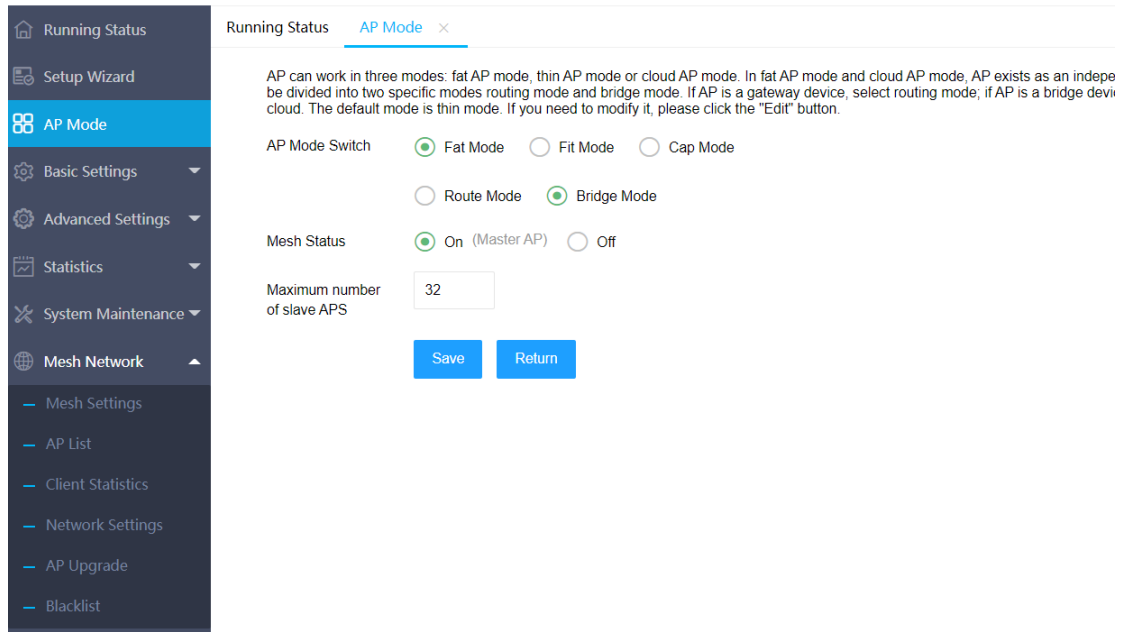 Running Status
Setup Wizard
AP Mode
Basic Settings
Advanced Settings
Statistics
System Maintenance
Mesh Network
Mesh Settings
AP List
Client Statistics
Network Settings
AP Upgrade
Blacklist
Running Status AP Mode ×
AP can work in three modes: fat AP mode, thin AP mode or cloud AP mode. In fat AP mode and cloud AP mode, AP exists as an
be divided into two specific modes routing mode and bridge mode. If AP is a gateway device, select routing mode; if AP is a bridge
cloud. The default mode is thin mode. If you need to modify it, please click the "Edit" button.
AP Mode Switch Fat Mode Fit Mode Cap Mode
Route Mode Bridge Mode
Mesh Status On (Master AP) Off
Maximum number 32
of slave APS
Save Return